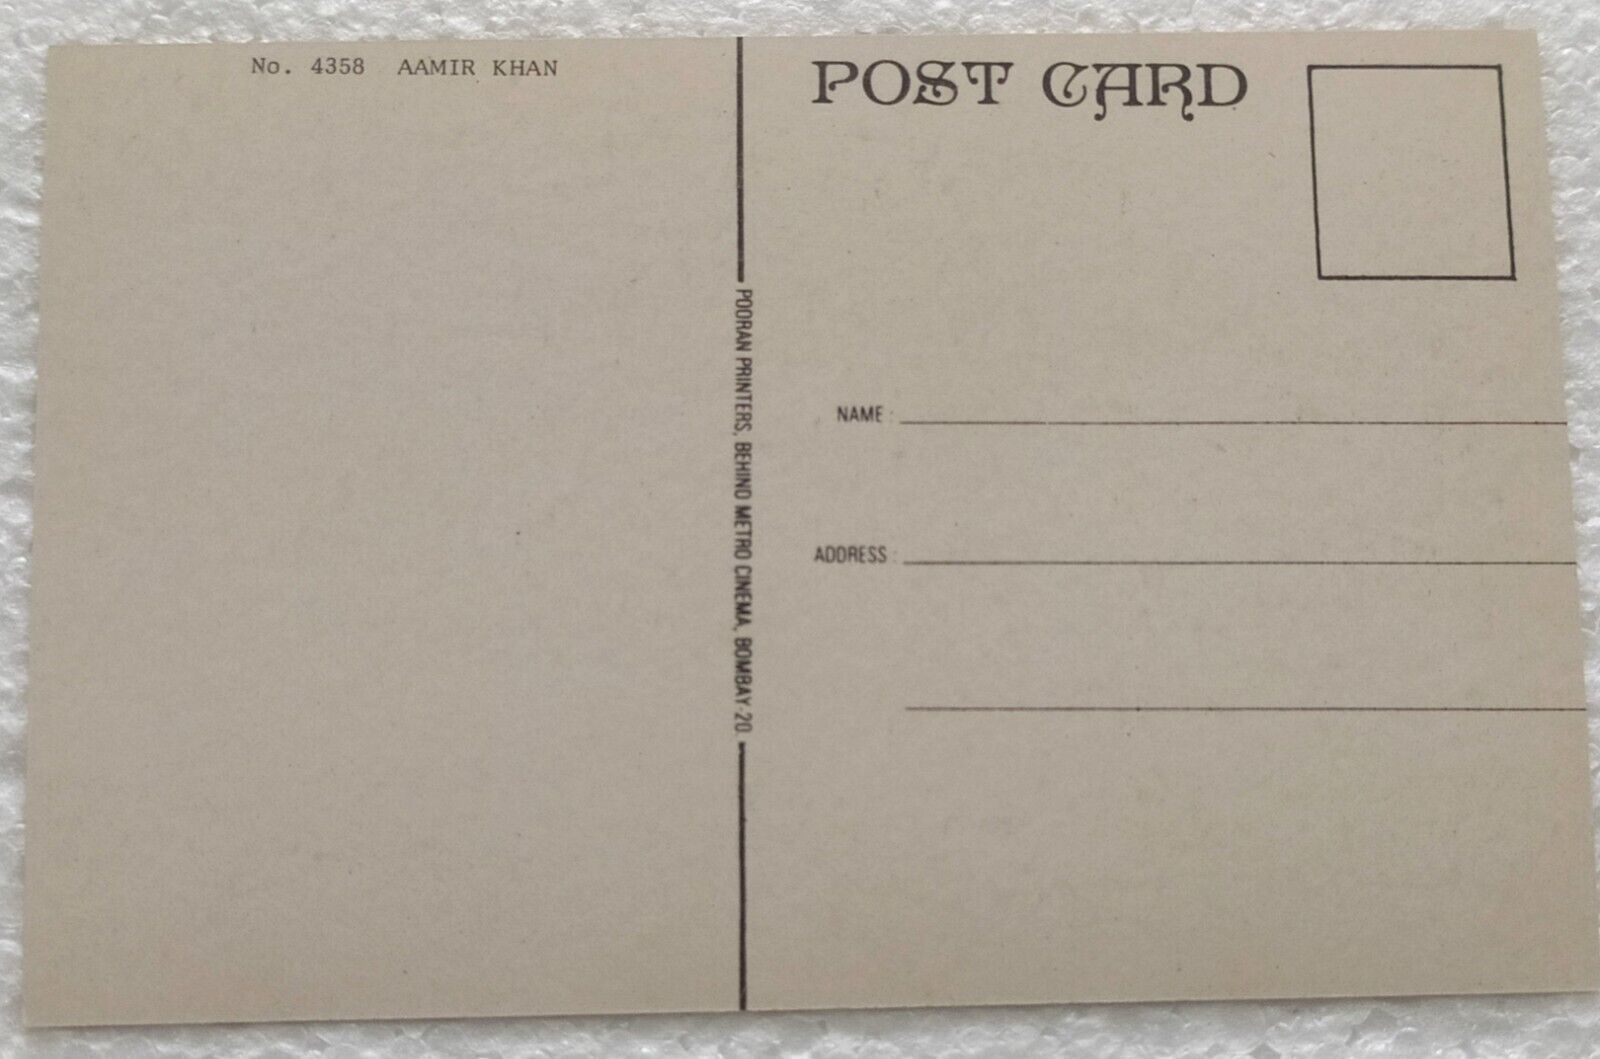 No. 4358 AAMIR KHAN
POORAN PRINTERS, BEHIND METRO CINEMA, BOMBAY-20.
POST CARD
NAME :
ADDRESS :